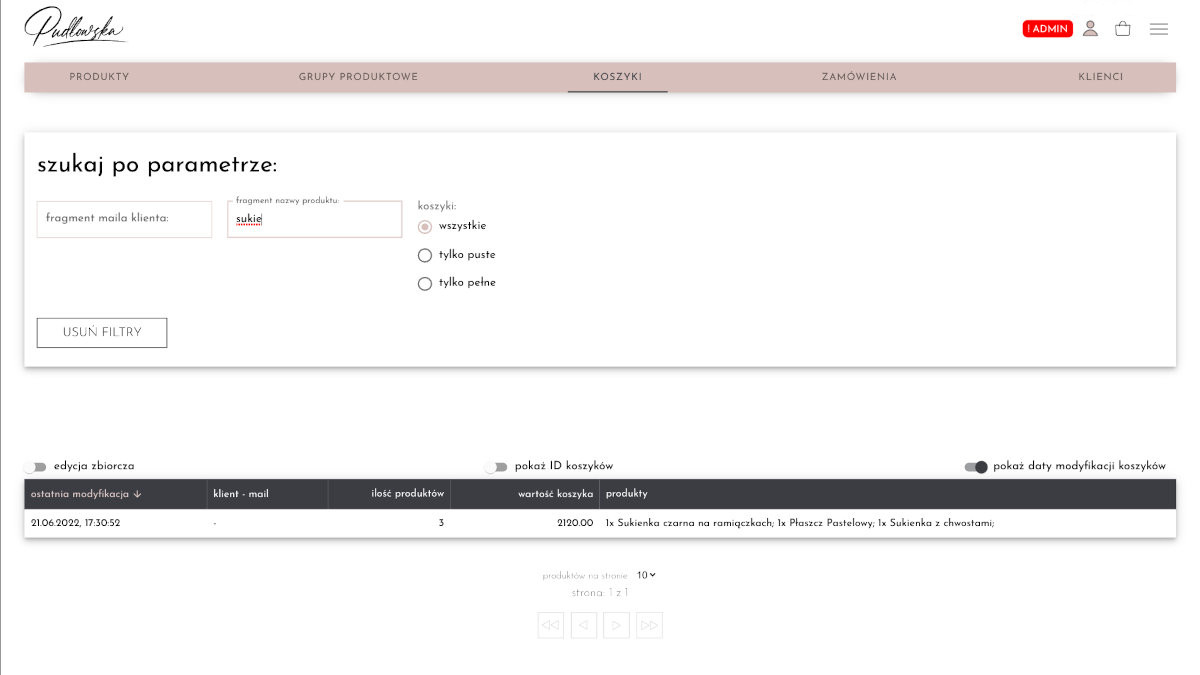 Pudłowska
! ADMIN
PRODUKTY GRUPY PRODUKTOWE KOSZYKI ZAMÓWIENIA KLIENCI
szukaj po parametrze:
fragment maila klienta:
fragment nazwy produktu:
sukie
koszyki:
wszystkie
tylko puste
tylko pełne
USUŃ FILTRY
edycja zbiorcza pokaż ID koszyków pokaż daty modyfikacji koszyków
ostatnia modyfikacja ↓ klient - mail ilość produktów wartość koszyka produkty
21.06.2022, 17:30:52 - 3 2120.00 1x Sukienka czarna na ramiączkach; 1x Płaszcz Pastelowy; 1x Sukienka z chwostami;
produktów na stronie: 10
strona: 1 z 1